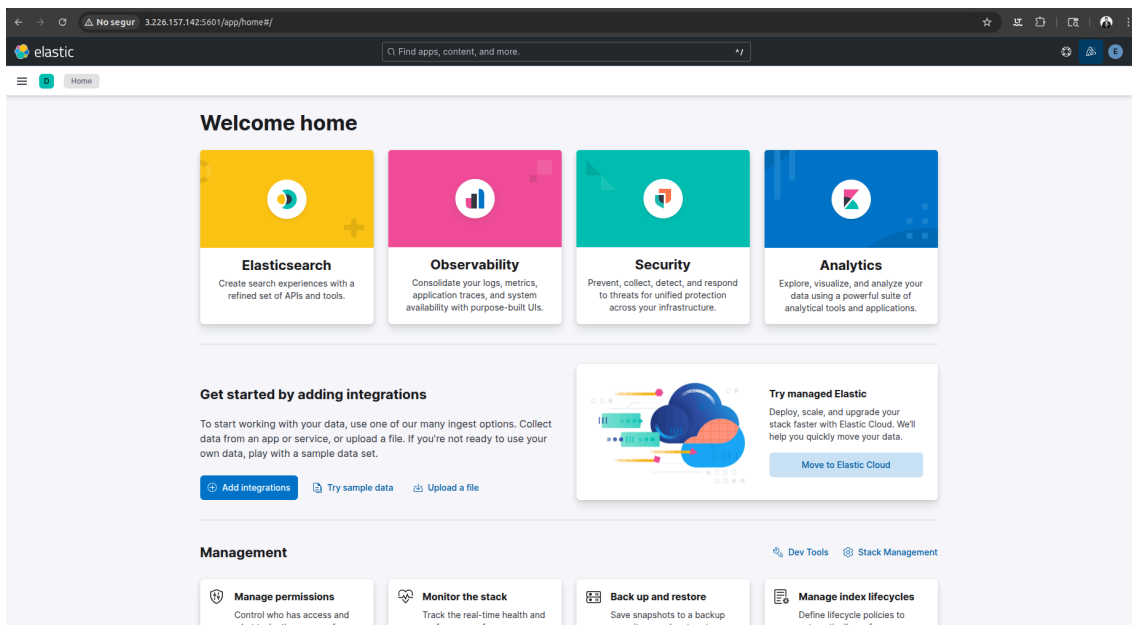 No segur 3.226.157.142:5601/app/home#/
elastic
Find apps, content, and more. ^/
E
D Home
Welcome home
Elasticsearch
Create search experiences with a
refined set of APIs and tools.
Observability
Consolidate your logs, metrics,
application traces, and system
availability with purpose-built UIs.
Security
Prevent, collect, detect, and respond
to threats for unified protection
across your infrastructure.
Analytics
Explore, visualize, and analyze your
data using a powerful suite of
analytical tools and applications.
Get started by adding integrations
To start working with your data, use one of our many ingest options. Collect
data from an app or service, or upload a file. If you're not ready to use your
own data, play with a sample data set.
Add integrations Try sample data Upload a file
Try managed Elastic
Deploy, scale, and upgrade your
stack faster with Elastic Cloud. We'll
help you quickly move your data.
Move to Elastic Cloud
Management
Dev Tools Stack Management
Manage permissions
Control who has access and
Monitor the stack
Track the real-time health and
Back up and restore
Save snapshots to a backup
Manage index lifecycles
Define lifecycle policies to